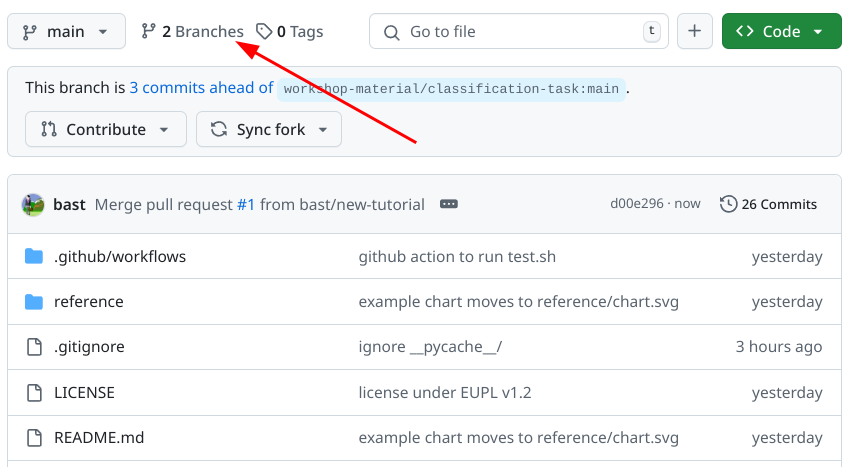 main 2 Branches 0 Tags Go to file t Code
This branch is 3 commits ahead of workshop-material/classification-task:main.
Contribute Sync fork
bast Merge pull request #1 from bast/new-tutorial d00e296 · now 26 Commits
.github/workflows github action to run test.sh yesterday
reference example chart moves to reference/chart.svg yesterday
.gitignore ignore __pycache__/ 3 hours ago
LICENSE license under EUPL v1.2 yesterday
README.md example chart moves to reference/chart.svg yesterday